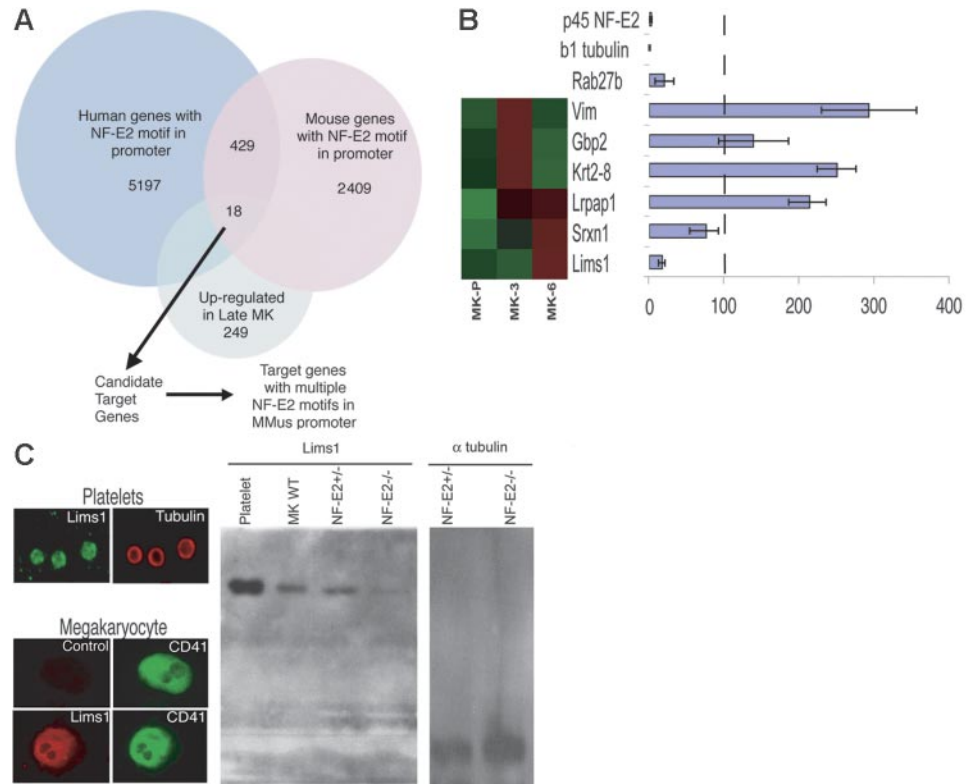 A
Human genes with
NF-E2 motif in
promoter
5197
429
Mouse genes with
NF-E2 motif
in promoter
2409
18
Up-regulated
in Late MK
249
Candidate
Target
Genes
Target genes
with multiple
NF-E2 motifs in
MMus promoter
B
p45 NF-E2
b1 tubulin
Rab27b
Vim
Gbp2
Krt2-8
Lrpap1
Srxn1
Lims1
MK-P
MK-3
MK-6
0
100
200
300
400
C
Platelets
Lims1
Tubulin
Megakaryocyte
Control
CD41
Lims1
CD41
Lims1
Platelet
MK WT
NF-E2+/-
NF-E2-/-
α tubulin
NF-E2+/-
NF-E2-/-